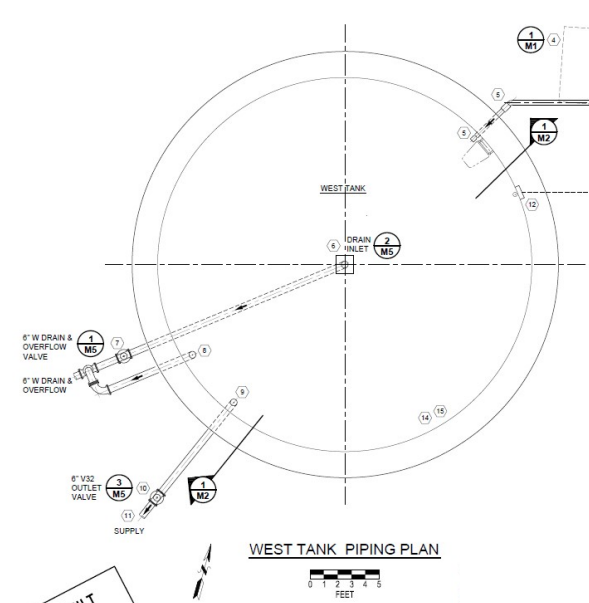 1
M1
4
5
5
1
M2
WEST TANK
12
6
DRAIN
INLET
2
M5
6" W DRAIN &
OVERFLOW
VALVE
1
M5
7
8
6" W DRAIN &
OVERFLOW
9
14
15
6" V32
OUTLET
VALVE
3
M5
10
1
M2
11
SUPPLY
WEST TANK PIPING PLAN
0 1 2 3 4 5
FEET